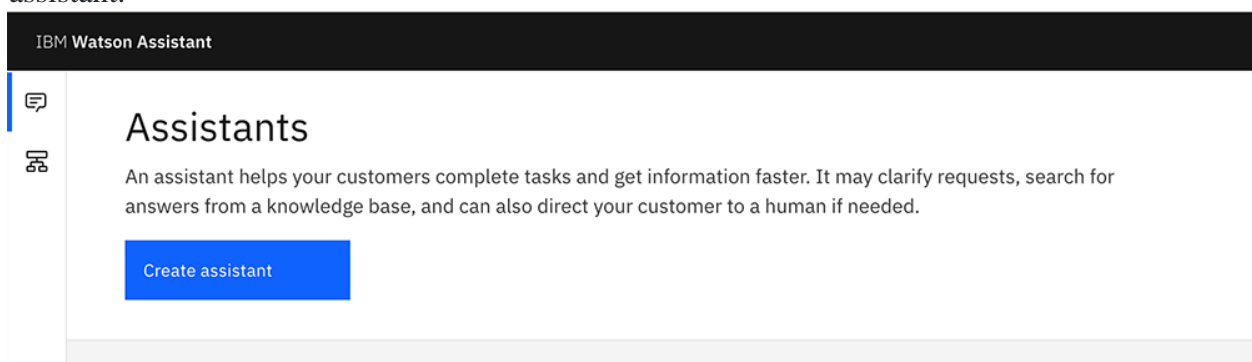 assistant.
IBM Watson Assistant
Assistants
An assistant helps your customers complete tasks and get information faster. It may clarify requests, search for
answers from a knowledge base, and can also direct your customer to a human if needed.
Create assistant